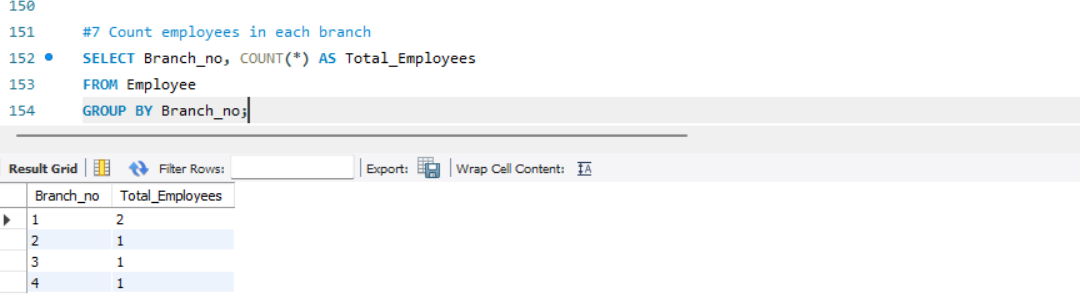 150
151 #7 Count employees in each branch
152 SELECT Branch_no, COUNT(*) AS Total_Employees
153 FROM Employee
154 GROUP BY Branch_no;
Result Grid Filter Rows: Export: Wrap Cell Content: IA
Branch_no Total_Employees
1 2
2 1
3 1
4 1